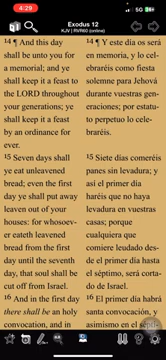 4:29
Exodus 12
KJV | RVR60 (online)
14 ¶ And this day
shall be unto you for
a memorial; and ye
shall keep it a feast to
the LORD throughout
your generations; ye
shall keep it a feast
by an ordinance for
ever.
15 Seven days shall
ye eat unleavened
bread; even the first
day ye shall put away
leaven out of your
houses: for whosoev-
er eateth leavened
bread from the first
day until the seventh
day, that soul shall be
cut off from Israel.
16 And in the first day
there shall be an holy
convocation, and in
14 ¶ Y este día os será
en memoria, y lo cel-
ebraréis como fiesta
solemne para Jehová
durante vuestras gen-
eraciones; por estatu-
to perpetuo lo cele-
braréis.
15 Siete días comeréis
panes sin levadura; y
así el primer día
haréis que no haya
levadura en vuestras
casas; porque
cualquiera que
comiere leudado des-
de el primer día hasta
el séptimo, será corta-
do de Israel.
16 El primer día habrá
santa convocación, y
asimismo en el sépti-